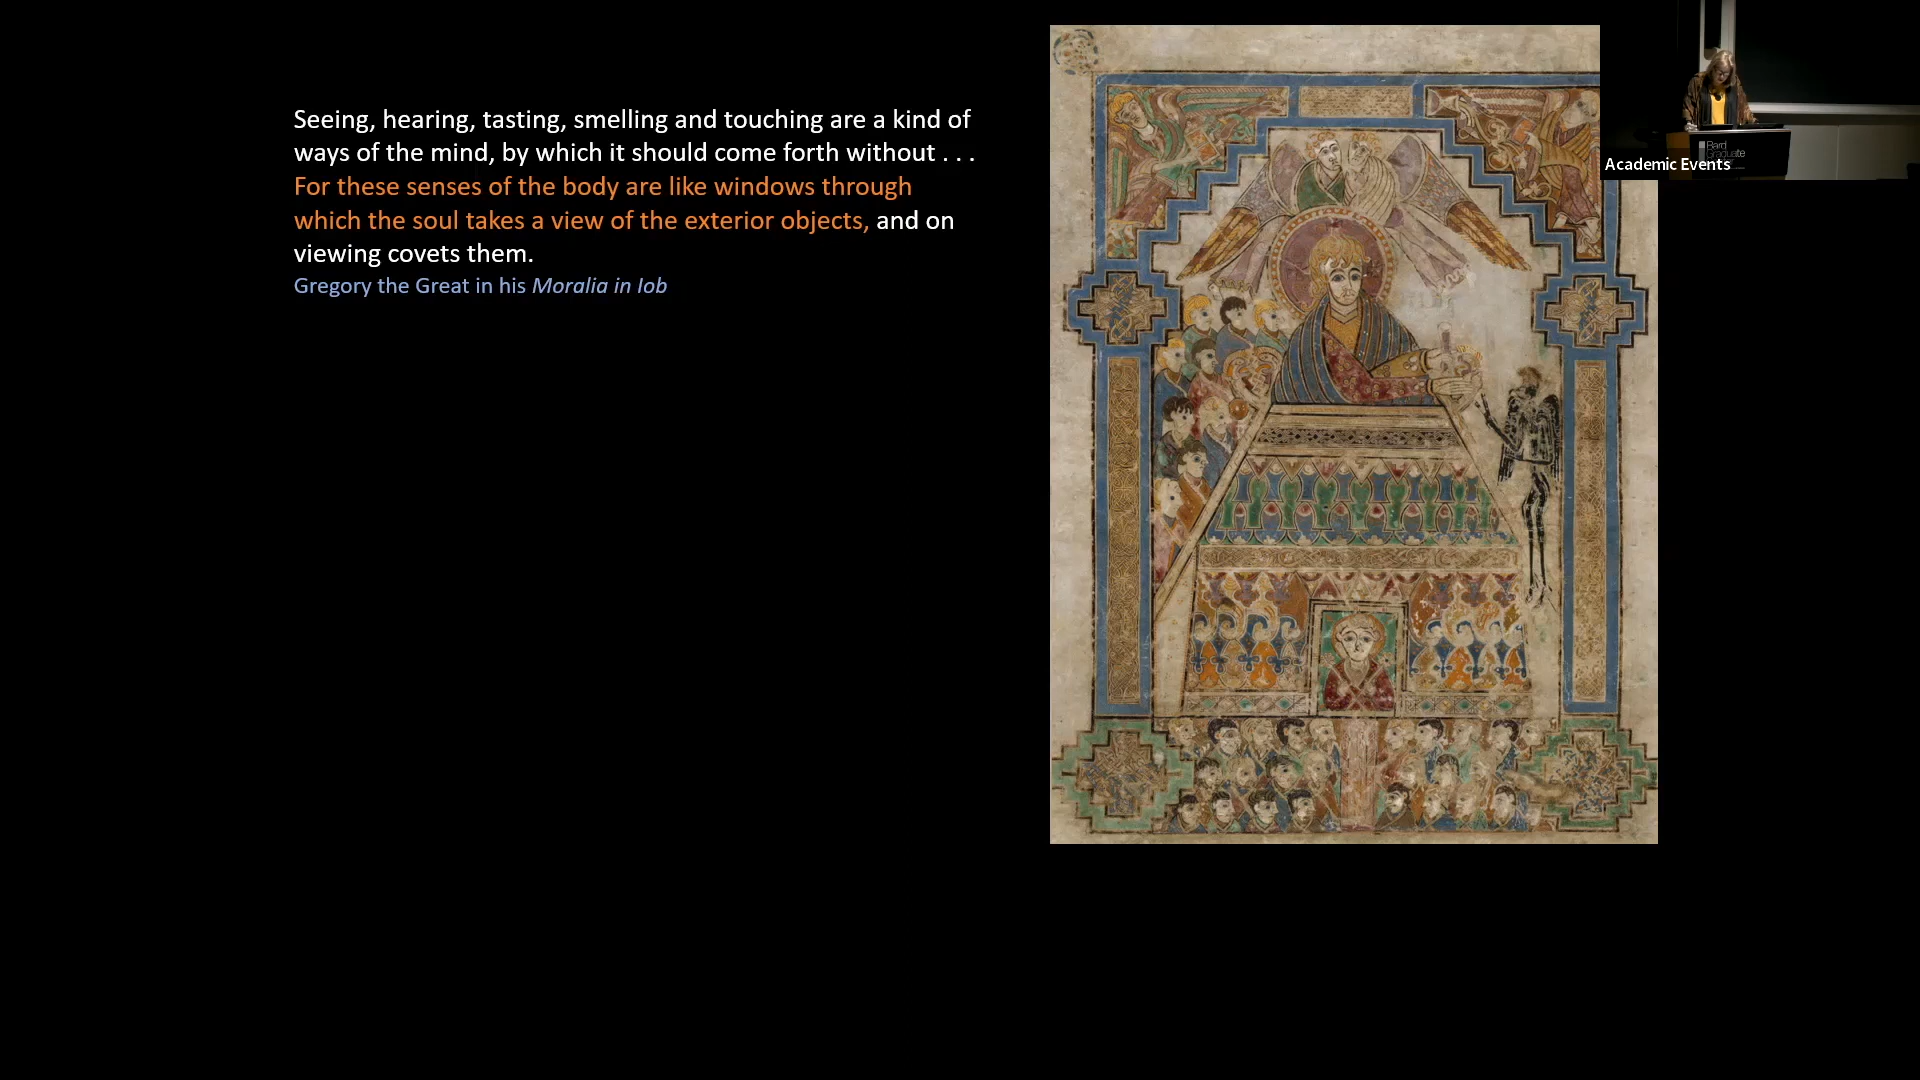 Seeing, hearing, tasting, smelling and touching are a kind of
ways of the mind, by which it should come forth without . . .
For these senses of the body are like windows through
which the soul takes a view of the exterior objects, and on
viewing covets them.
Gregory the Great in his Moralia in Iob
Bard
Graduate
Academic Events